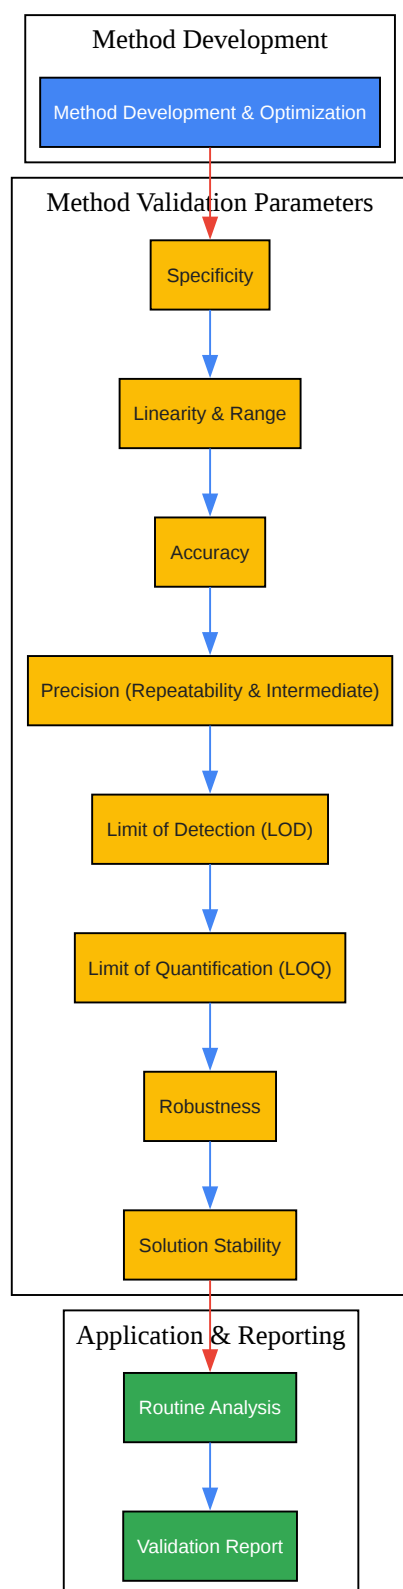 Method Development
Method Development & Optimization
Method Validation Parameters
Specificity
Linearity & Range
Accuracy
Precision (Repeatability & Intermediate)
Limit of Detection (LOD)
Limit of Quantification (LOQ)
Robustness
Solution Stability
Application & Reporting
Routine Analysis
Validation Report